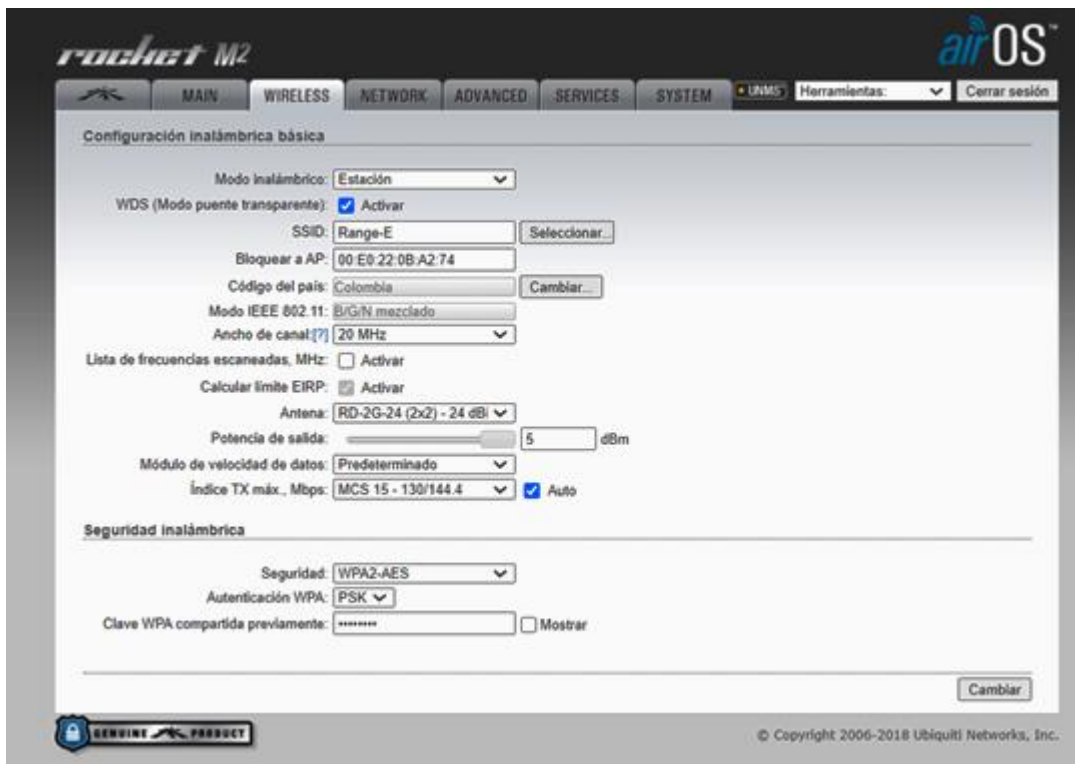 rocket M2
airOS™
MAIN WIRELESS NETWORK ADVANCED SERVICES SYSTEM UNMS Herramientas: Cerrar sesión
Configuración inalámbrica básica
Modo inalámbrico: Estación
WDS (Modo puente transparente): Activar
SSID: Range-E Seleccionar...
Bloquear a AP: 00:E0:22:0B:A2:74
Código del país: Colombia Cambiar...
Modo IEEE 802.11: B/G/N mezclado
Ancho de canal:[?] 20 MHz
Lista de frecuencias escaneadas, MHz: Activar
Calcular límite EIRP: Activar
Antena: RD-2G-24 (2x2) - 24 dBi
Potencia de salida: 5 dBm
Módulo de velocidad de datos: Predeterminado
Índice TX máx., Mbps: MCS 15 - 130/144.4 Auto
Seguridad inalámbrica
Seguridad: WPA2-AES
Autenticación WPA: PSK
Clave WPA compartida previamente: ••••••••• Mostrar
Cambiar
GENUINE PRODUCT
© Copyright 2006-2018 Ubiquiti Networks, Inc.